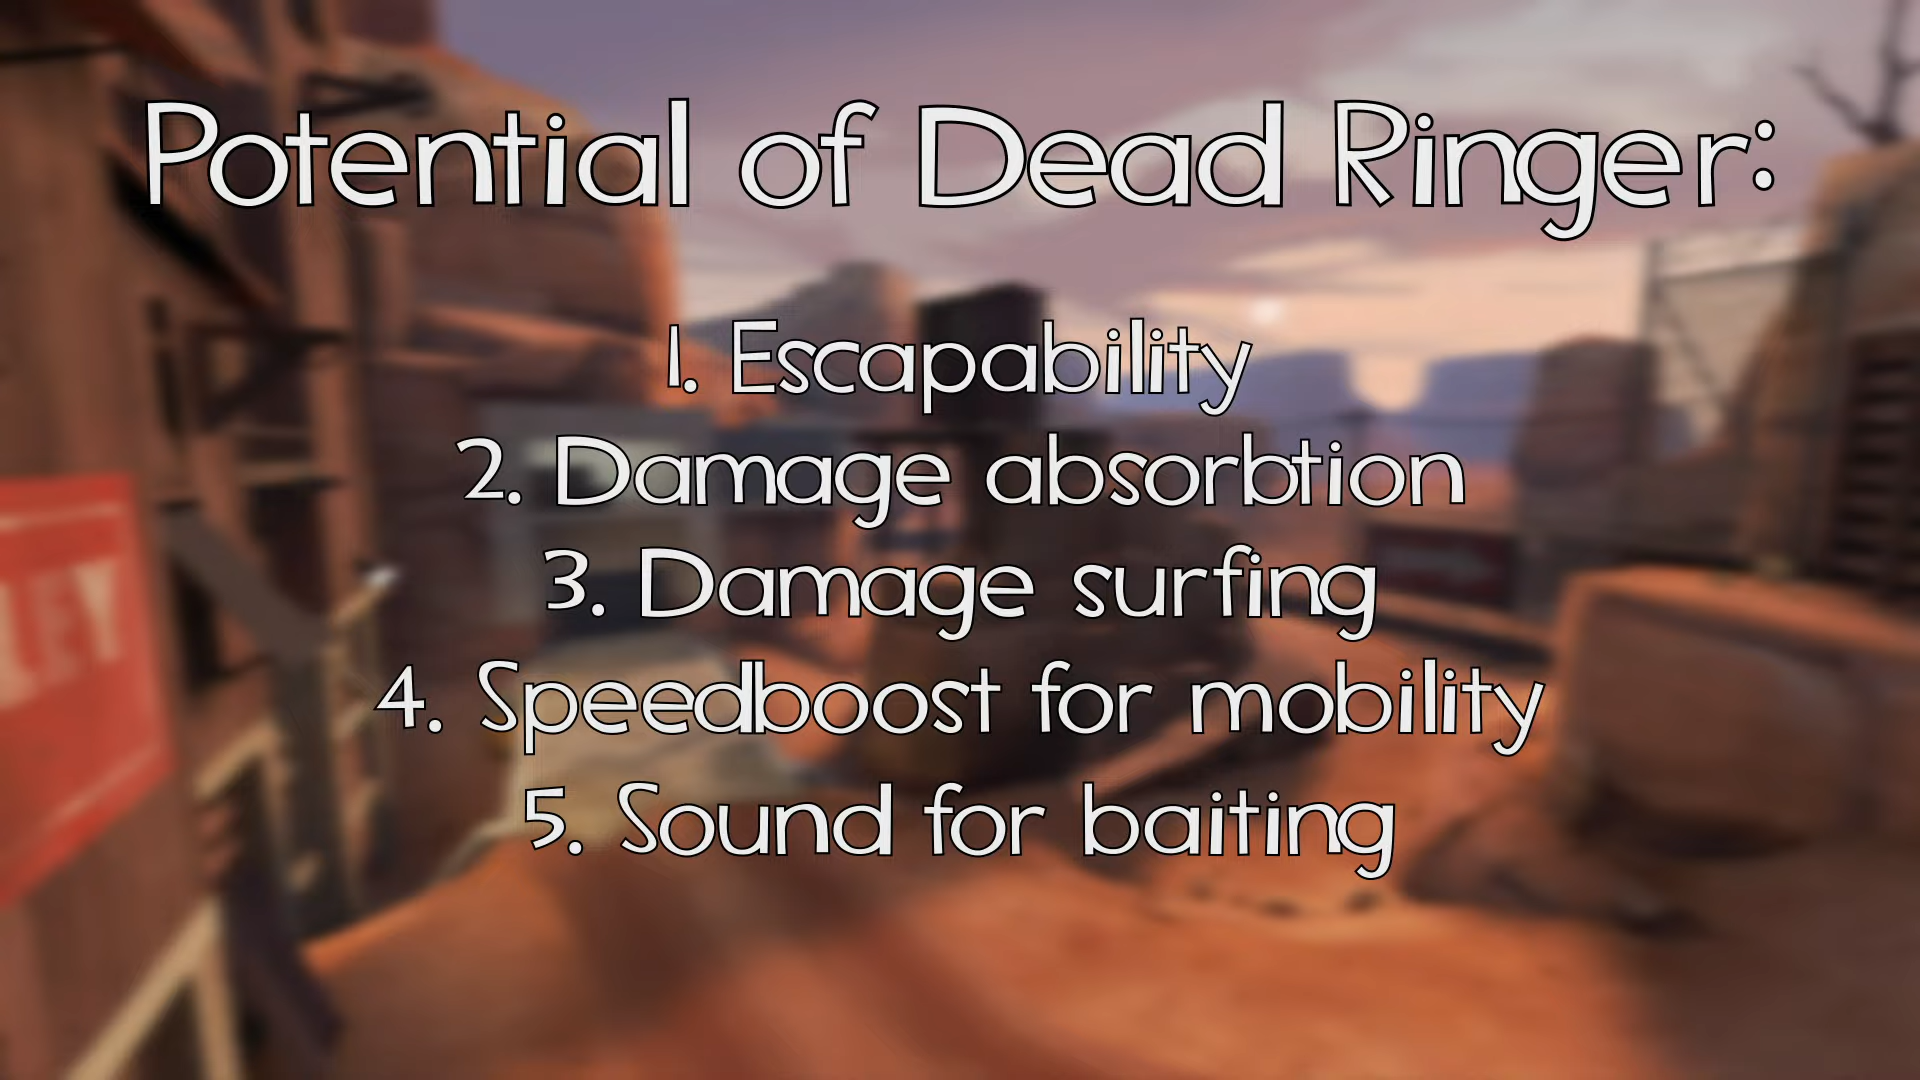 Potential of Dead Ringer:
1. Escapability
2. Damage absorbtion
3. Damage surfing
4. Speedboost for mobility
5. Sound for baiting